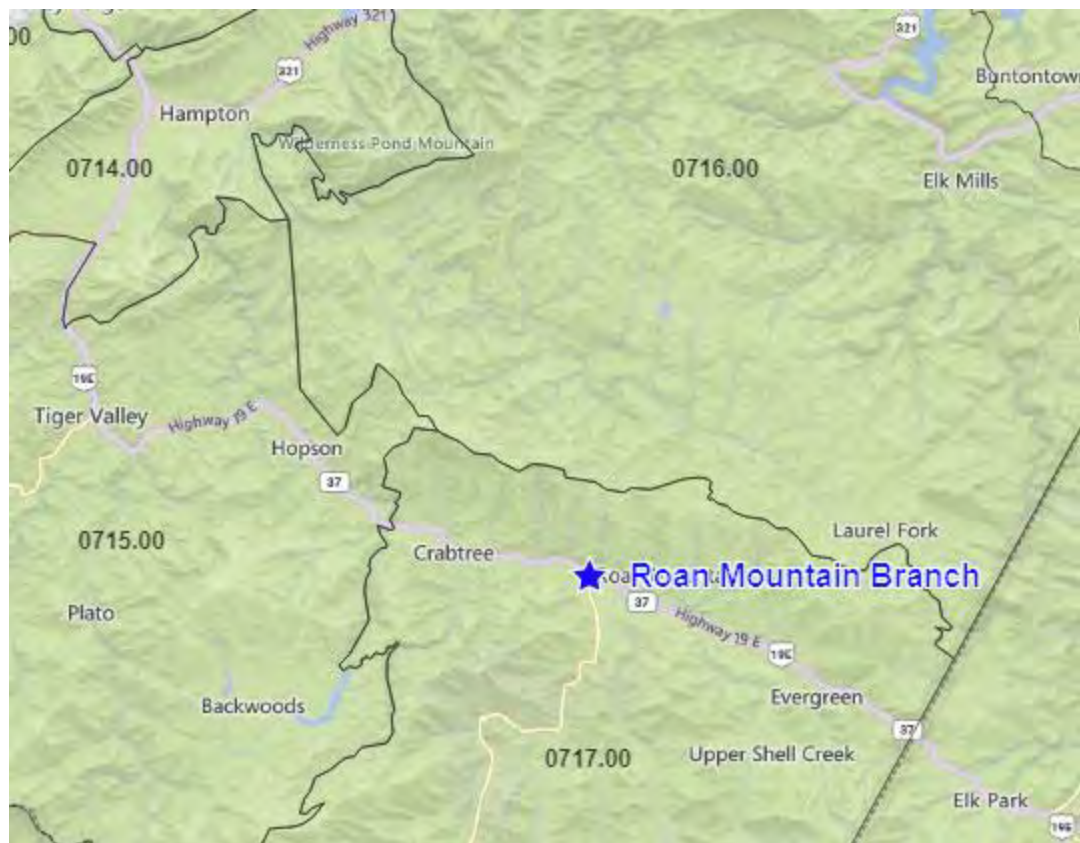 00
321
Highway 321
321
Buntontow
Hampton
Wilderness Pond Mountain
0714.00
0716.00
Elk Mills
19E
Tiger Valley
Highway 19 E
Hopson
37
0715.00
Laurel Fork
Crabtree
Roan Mountain Branch
37
Plato
Highway 19 E
19E
Evergreen
Backwoods
37
0717.00
Upper Shell Creek
Elk Park
19E